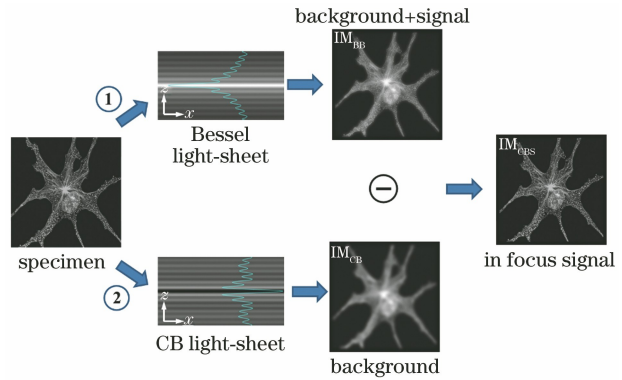 background+signal
IM_BB
1
z
x
Bessel
light-sheet
specimen
−
IM_CBS
in focus signal
2
z
x
CB light-sheet
IM_CB
background